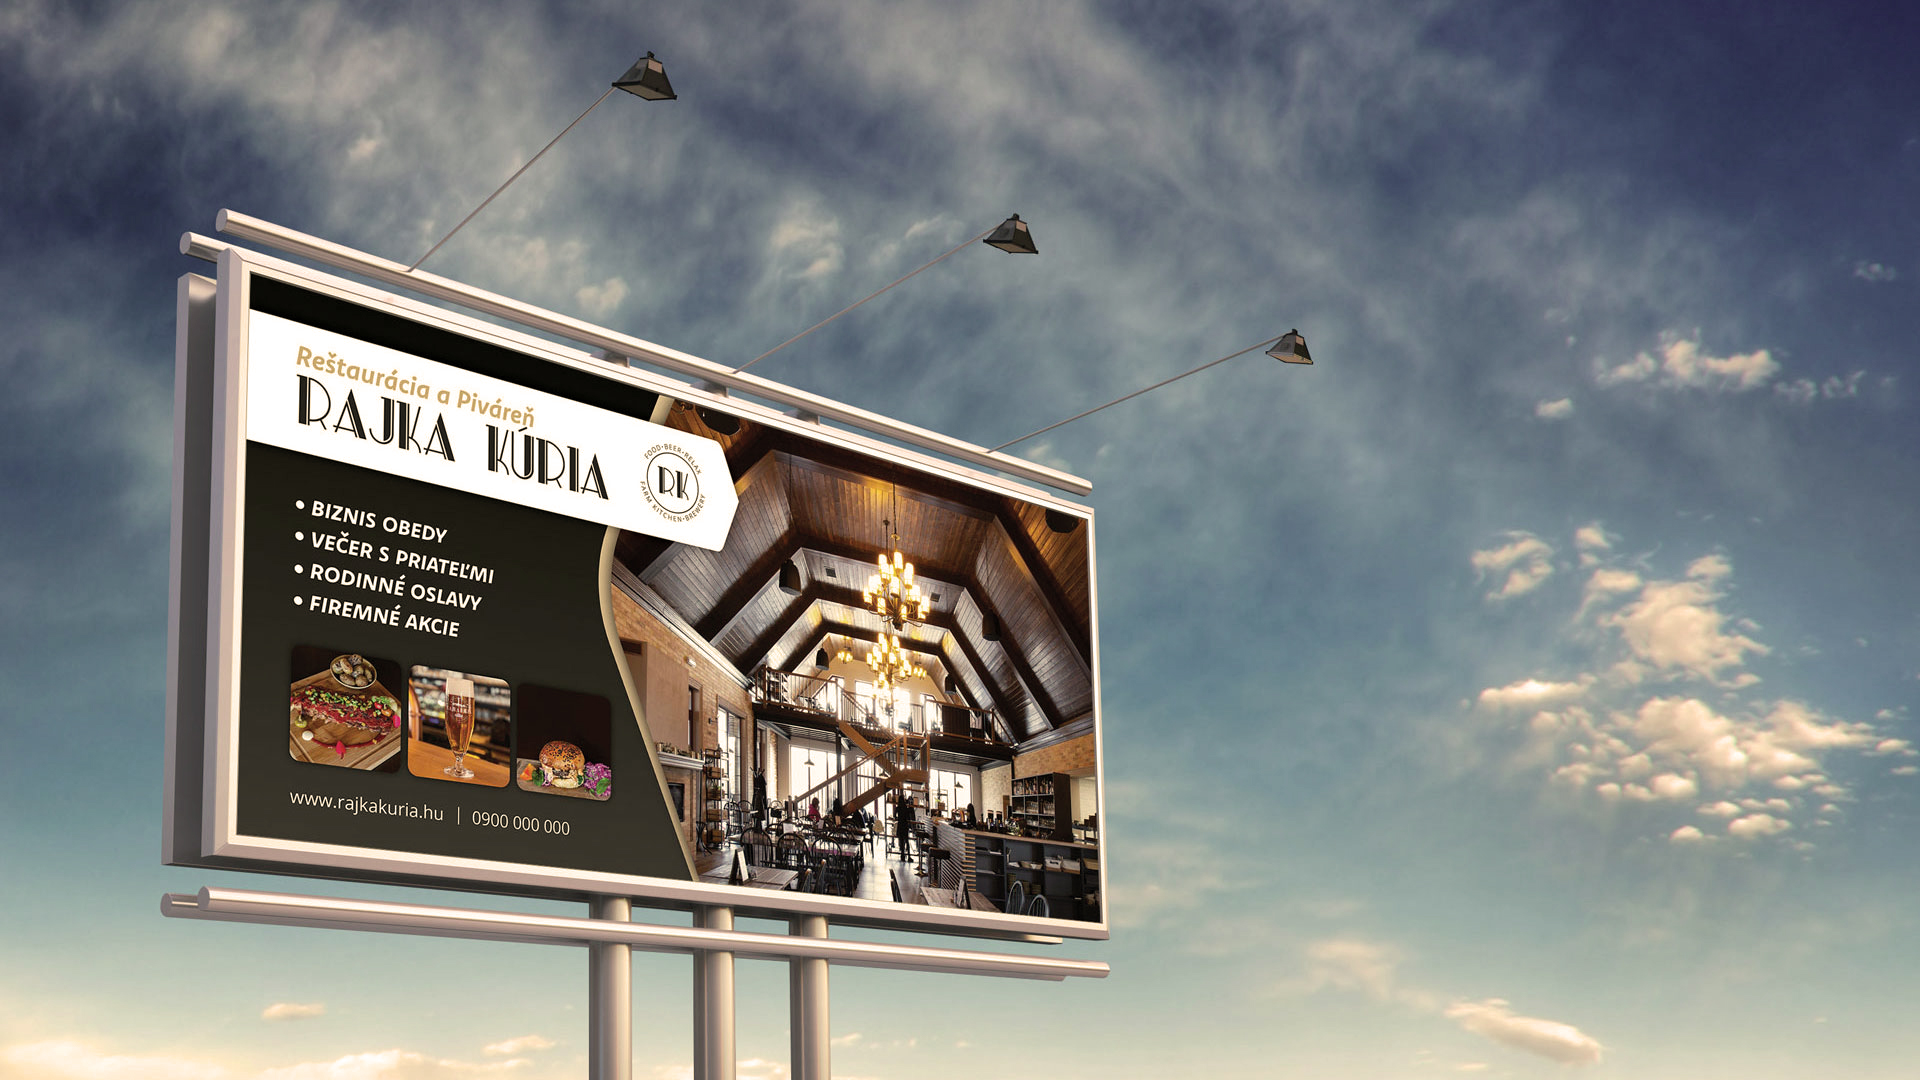 Reštaurácia a Piváreň
RAJKA KÚRIA
FOOD•BEER•RELAX
RK
FARM KITCHEN•BREWERY
• BIZNIS OBEDY
• VEČER S PRIATEĽMI
• RODINNÉ OSLAVY
• FIREMNÉ AKCIE
www.rajkakuria.hu | 0900 000 000